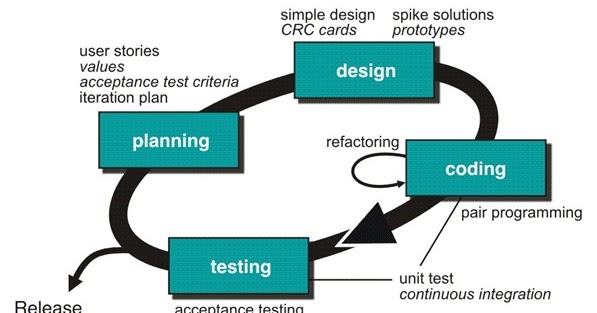 simple design
CRC cards
spike solutions
prototypes
user stories
values
acceptance test criteria
iteration plan
design
planning
refactoring
coding
pair programming
testing
unit test
continuous integration
Release
acceptance testing